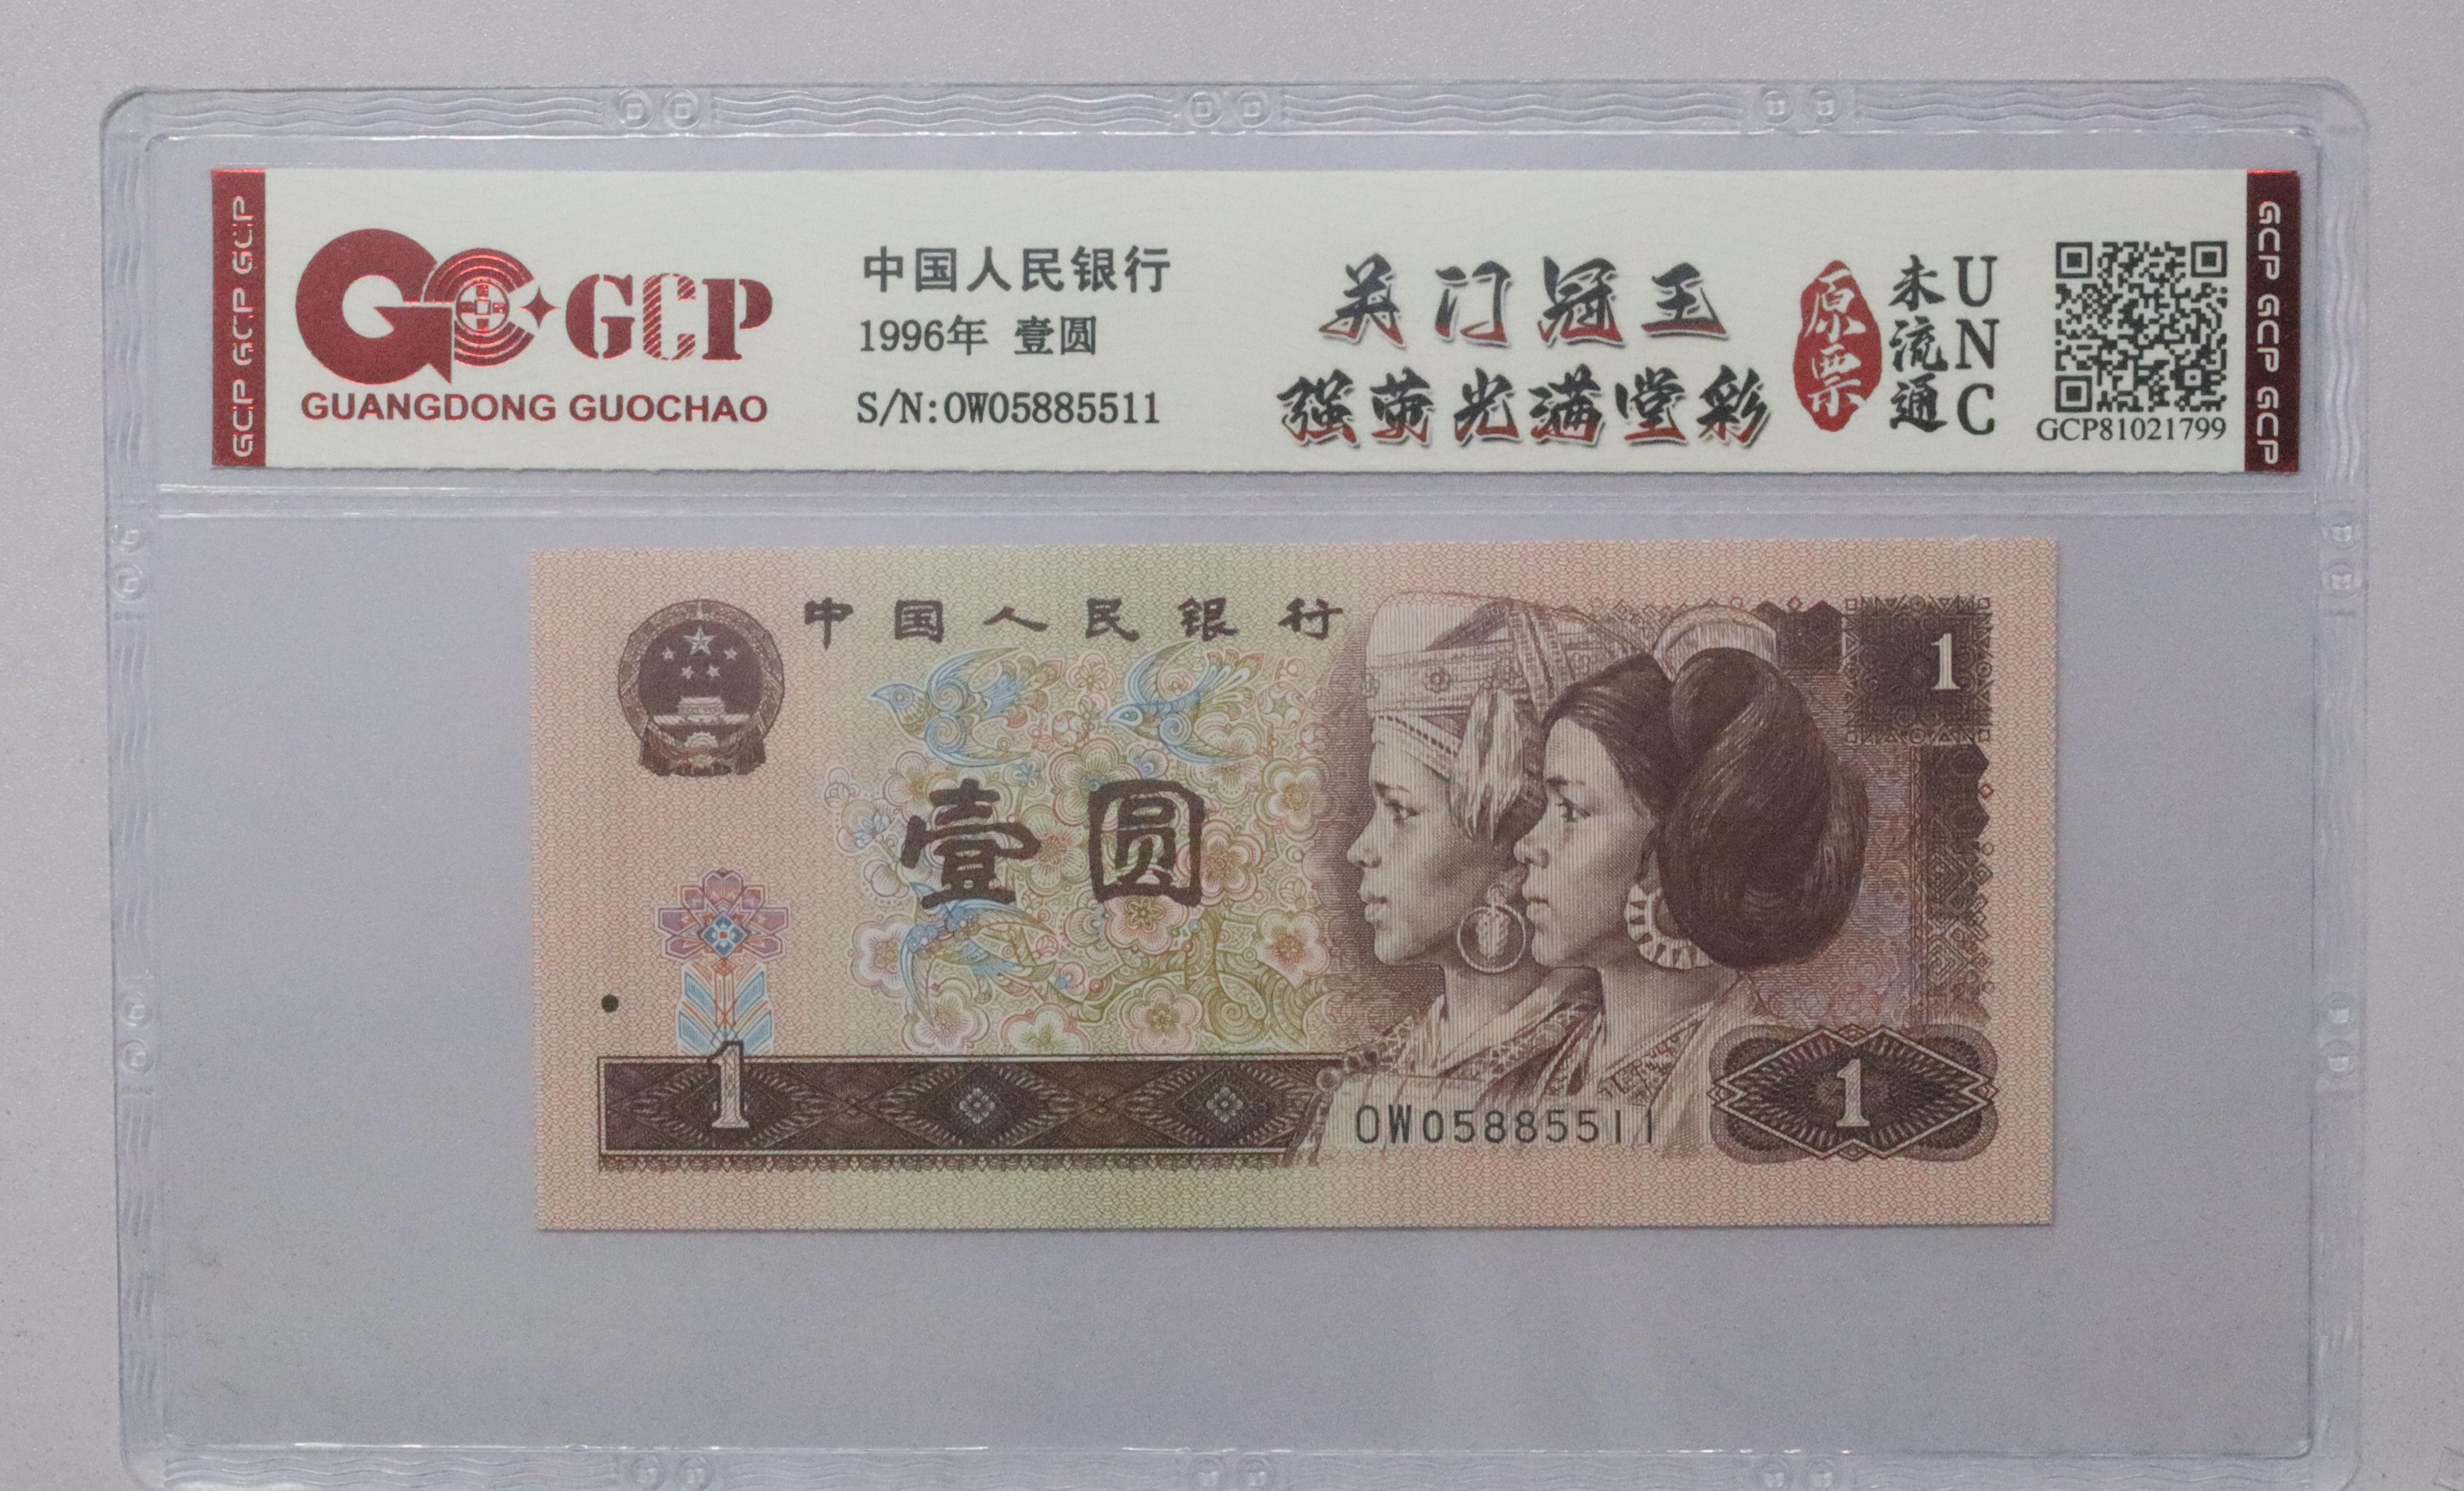 GCP GCP GCP
GCP
GUANGDONG GUOCHAO
中国人民银行
1996年 壹圆
S/N:OW05885511
关门冠王
强荧光满堂彩
原票
未流通
UNC
GCP81021799
GCP GCP GCP
中国人民银行
1
壹圆
1
1
OW05885511